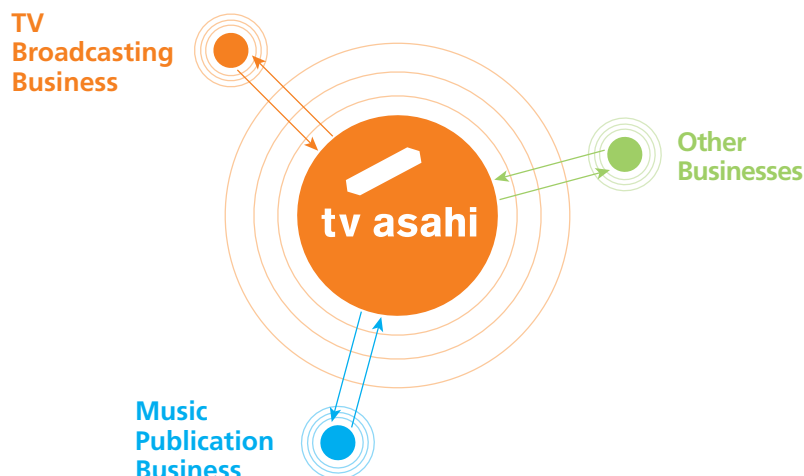 TV
Broadcasting
Business
Other
Businesses
tv asahi
Music
Publication
Business